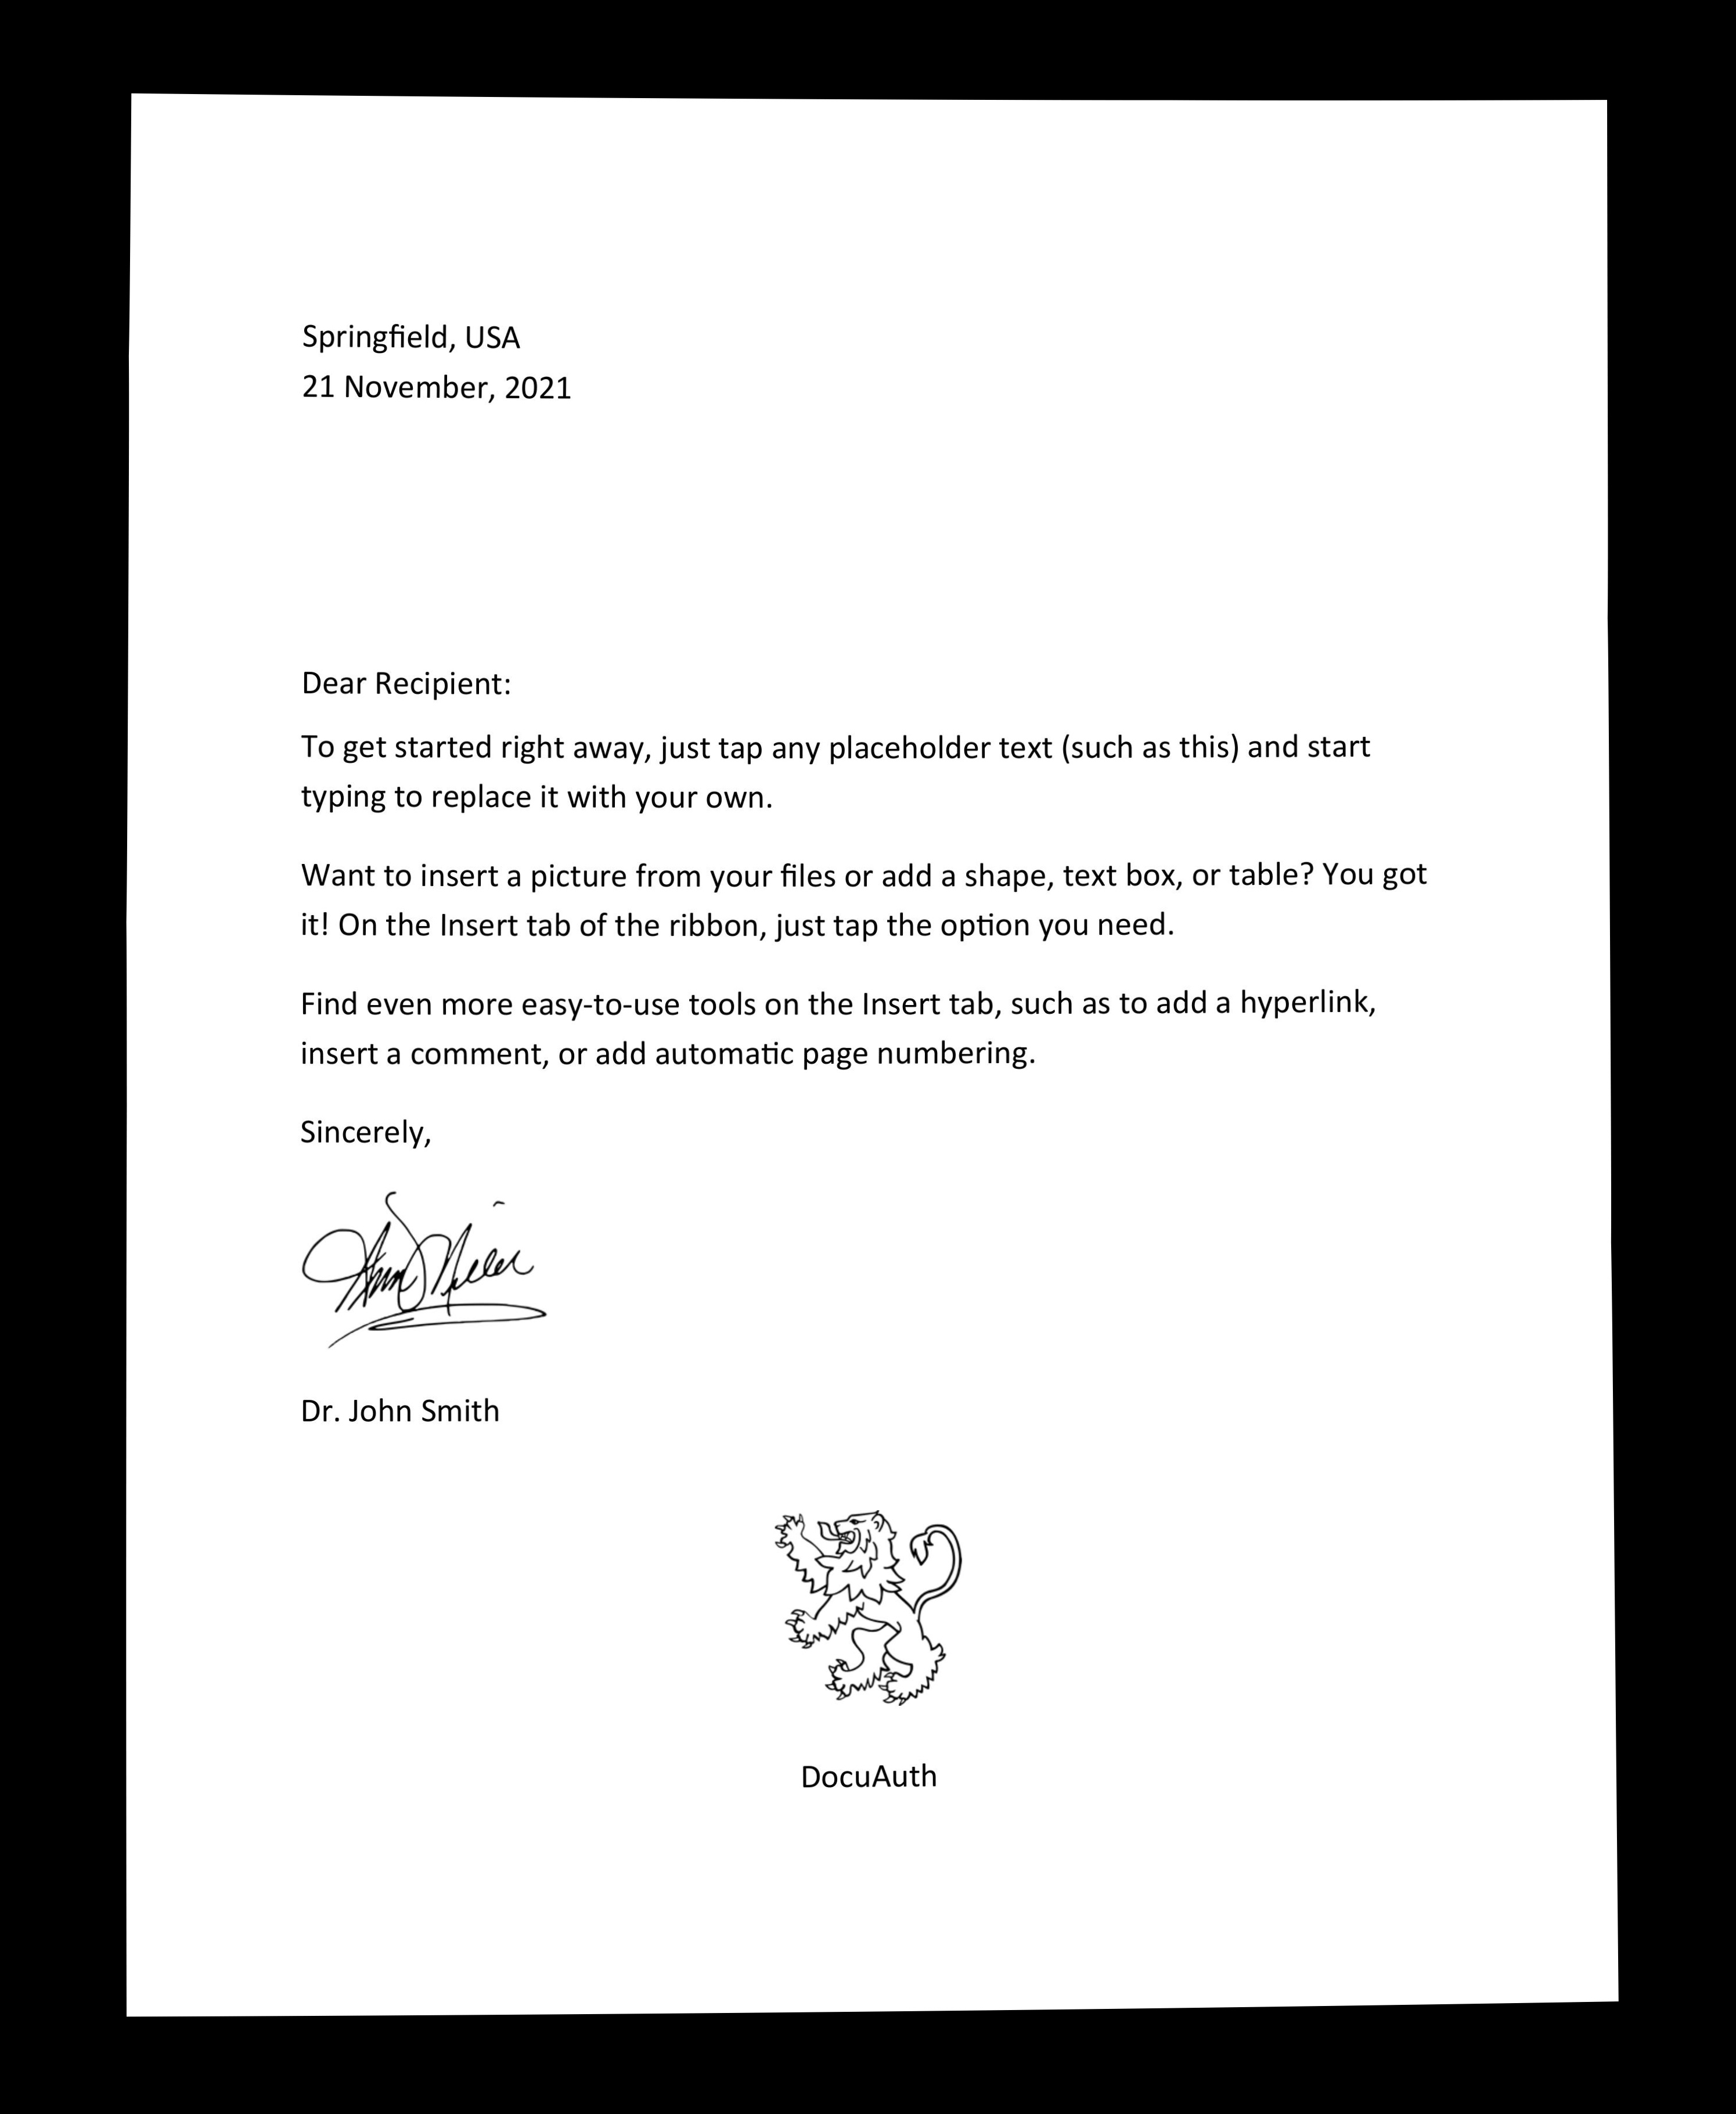 Springfield, USA
21 November, 2021
Dear Recipient:
To get started right away, just tap any placeholder text (such as this) and start
typing to replace it with your own.
Want to insert a picture from your files or add a shape, text box, or table? You got
it! On the Insert tab of the ribbon, just tap the option you need.
Find even more easy-to-use tools on the Insert tab, such as to add a hyperlink,
insert a comment, or add automatic page numbering.
Sincerely,
Dr. John Smith
DocuAuth